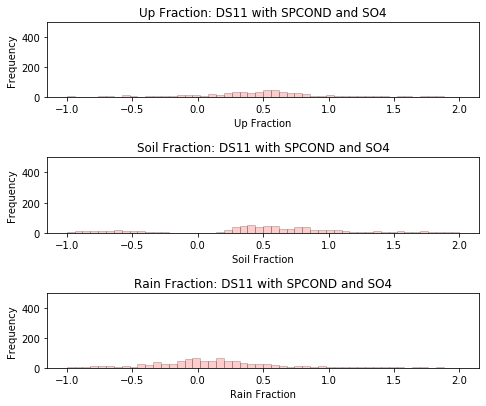 Up Fraction: DS11 with SPCOND and SO4
400
200
0
Frequency
−1.0 −0.5 0.0 0.5 1.0 1.5 2.0
Up Fraction
Soil Fraction: DS11 with SPCOND and SO4
400
200
0
Frequency
−1.0 −0.5 0.0 0.5 1.0 1.5 2.0
Soil Fraction
Rain Fraction: DS11 with SPCOND and SO4
400
200
0
Frequency
−1.0 −0.5 0.0 0.5 1.0 1.5 2.0
Rain Fraction